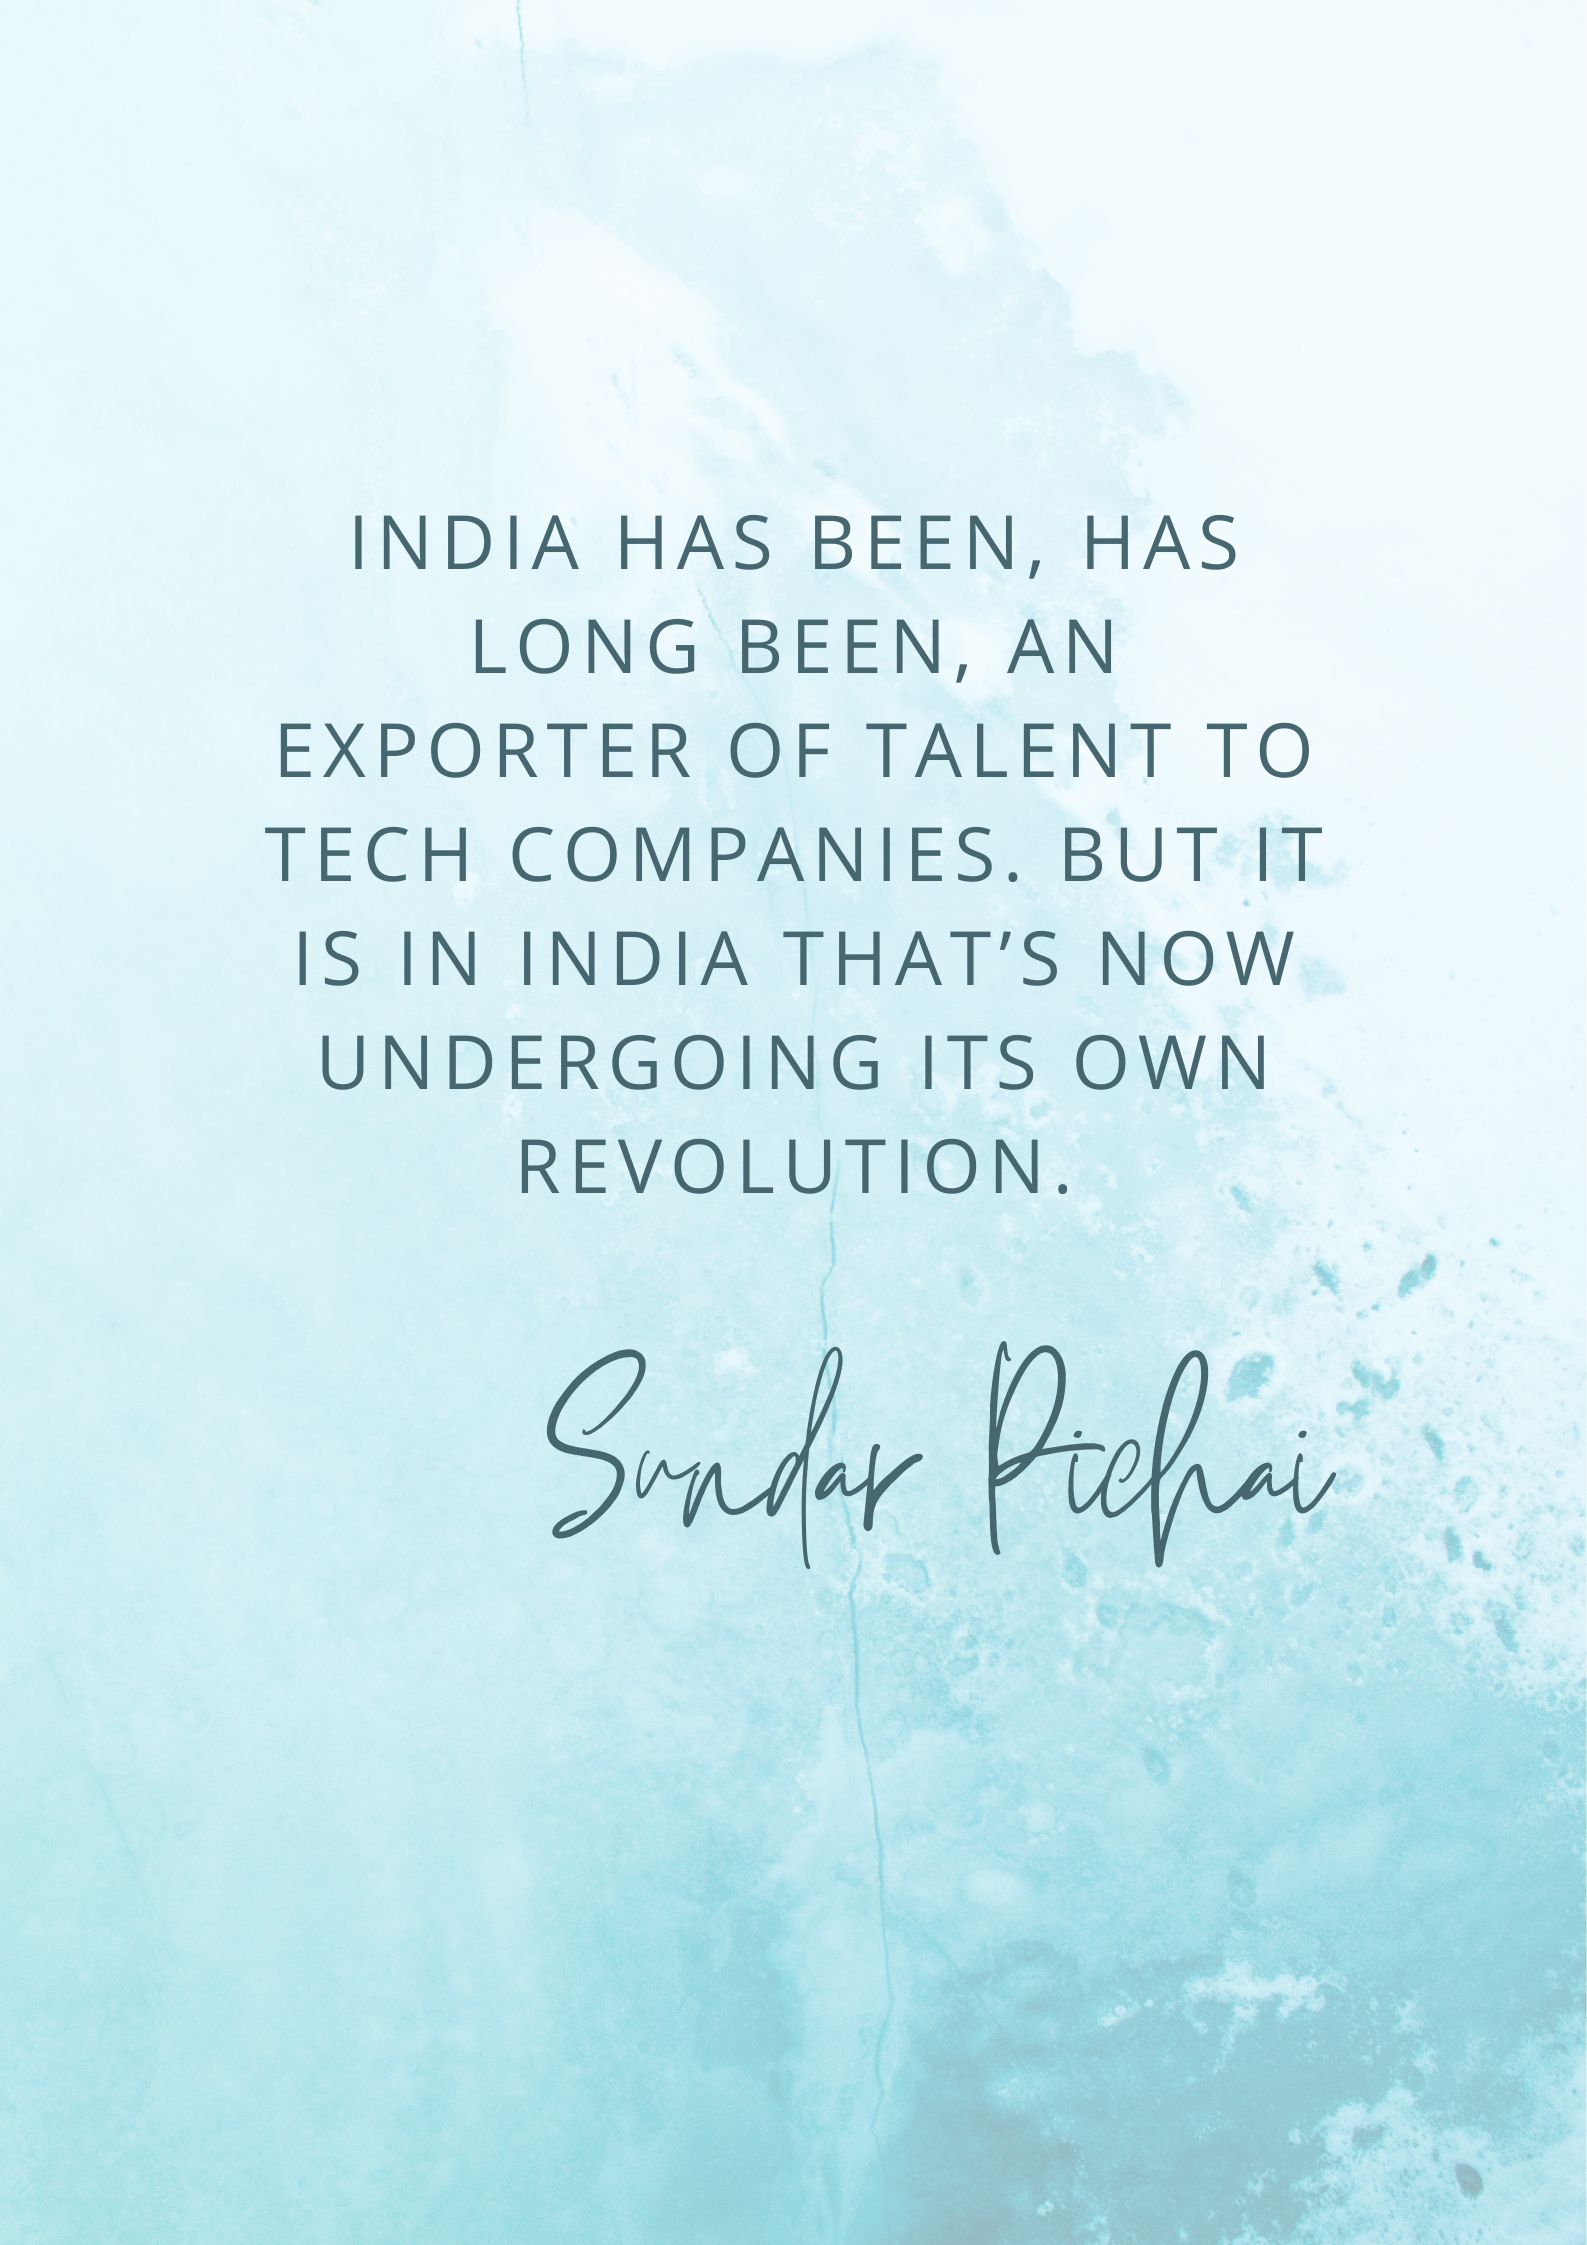 INDIA HAS BEEN, HAS
LONG BEEN, AN
EXPORTER OF TALENT TO
TECH COMPANIES. BUT IT
IS IN INDIA THAT’S NOW
UNDERGOING ITS OWN
REVOLUTION.
Sundar Pichai